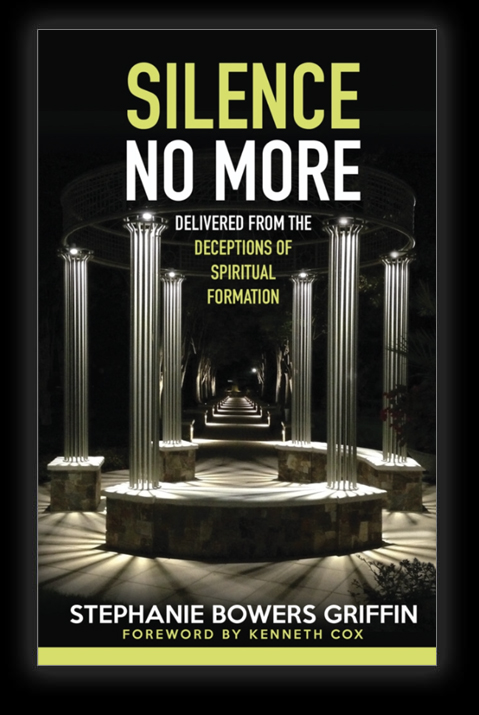 SILENCE
NO MORE
DELIVERED FROM THE
DECEPTIONS OF
SPIRITUAL
FORMATION
STEPHANIE BOWERS GRIFFIN
FOREWORD BY KENNETH COX